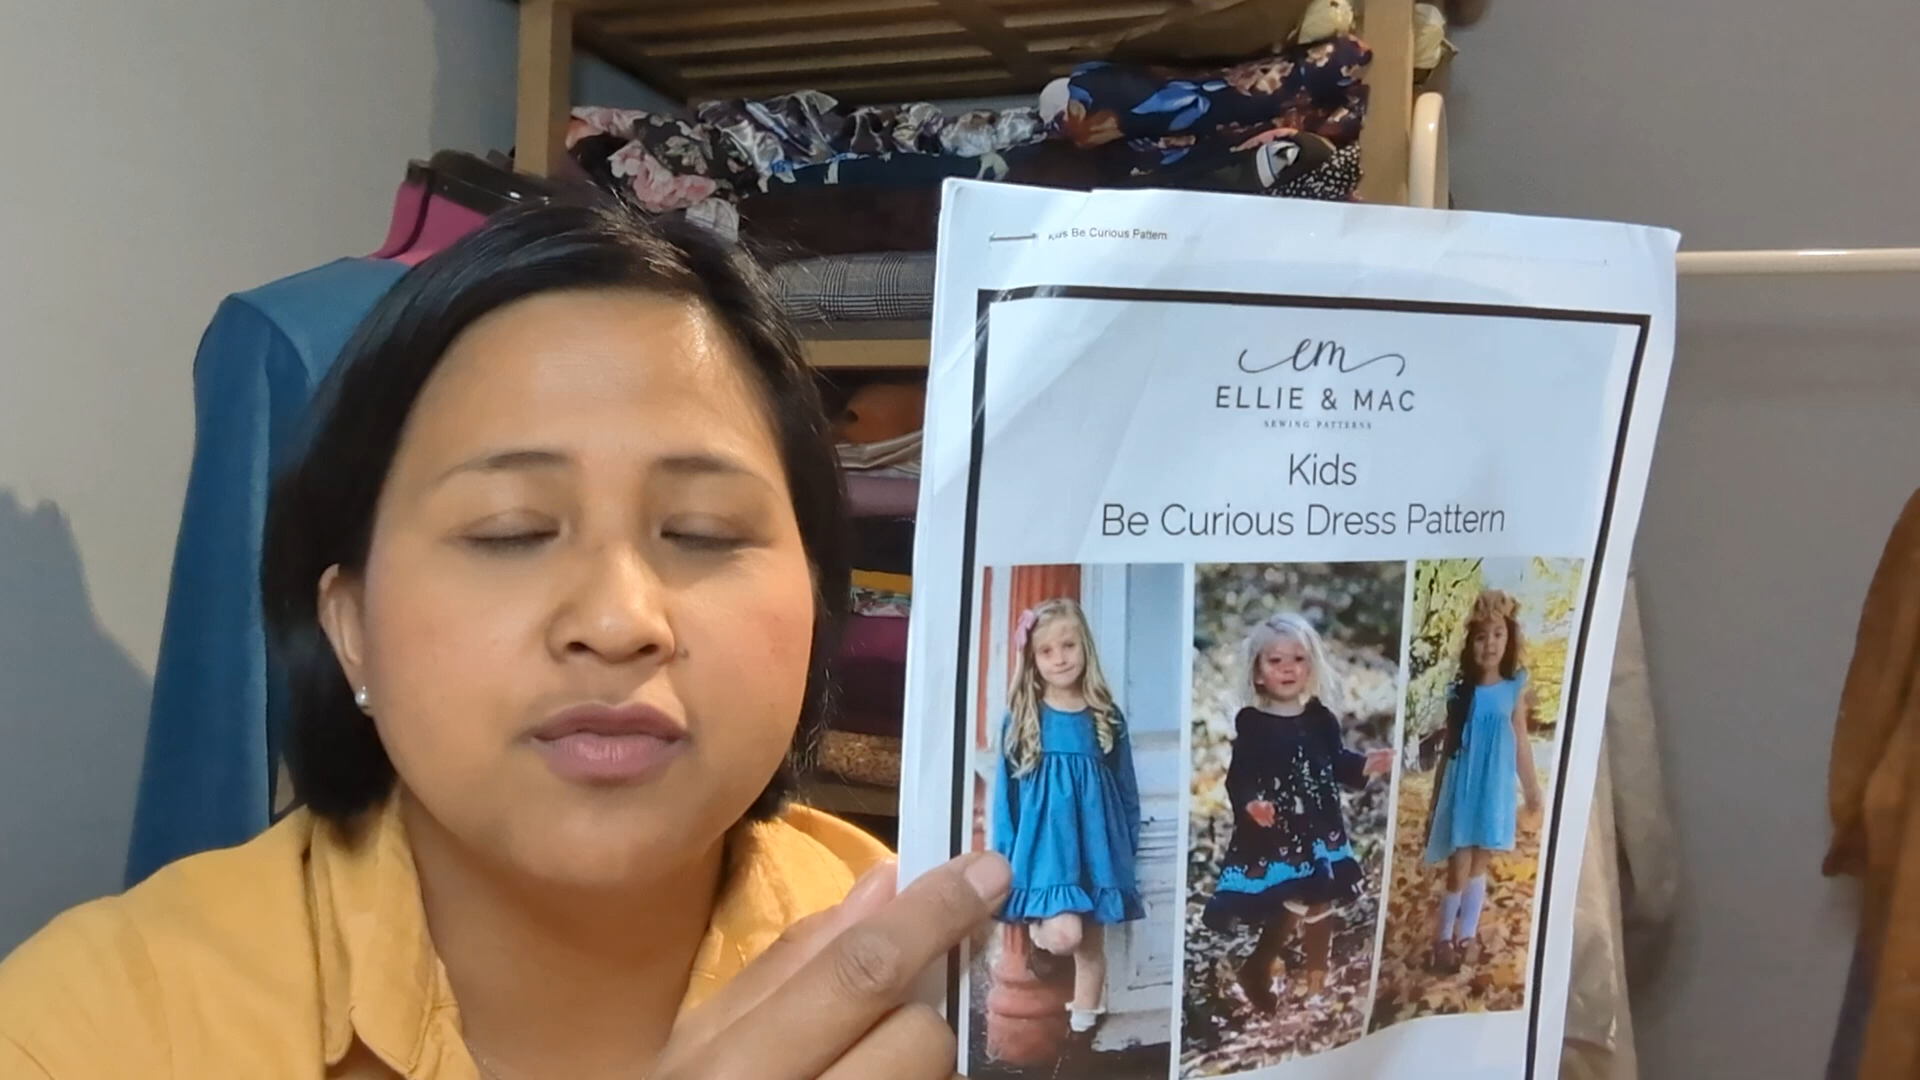 Kids Be Curious Pattern
em
ELLIE & MAC
SEWING PATTERNS
Kids
Be Curious Dress Pattern